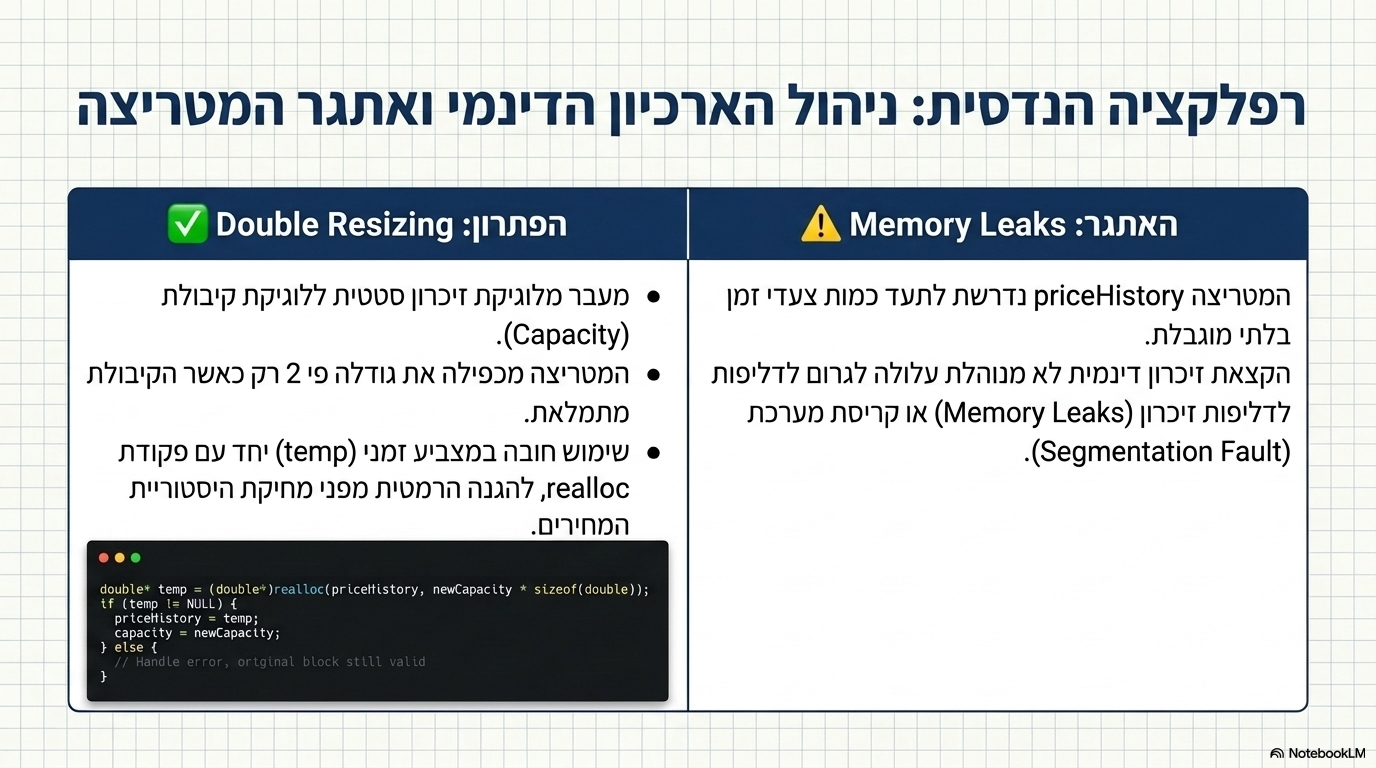 רפלקציה הנדסית: ניהול הארכיון הדינמי ואתגר המטריצה
האתגר: Memory Leaks ⚠️
המטריצה priceHistory נדרשת לתעד כמות צעדי זמן
בלתי מוגבלת.
הקצאת זיכרון דינמית לא מנוהלת עלולה לגרום לדליפות
לדליפות זיכרון (Memory Leaks) או קריסת מערכת
(Segmentation Fault).
הפתרון: Double Resizing ✅
● מעבר מלוגיקת זיכרון סטטית ללוגיקת קיבולת
(Capacity).
● המטריצה מכפילה את גודלה פי 2 רק כאשר הקיבולת
מתמלאת.
● שימוש חובה במצביע זמני (temp) יחד עם פקודת
realloc, להגנה הרמטית מפני מחיקת היסטוריית
המחירים.
double* temp = (double*)realloc(priceHistory, newCapacity * sizeof(double));
if (temp != NULL) {
  priceHistory = temp;
  capacity = newCapacity;
} else {
  // Handle error, original block still valid
}
NotebookLM